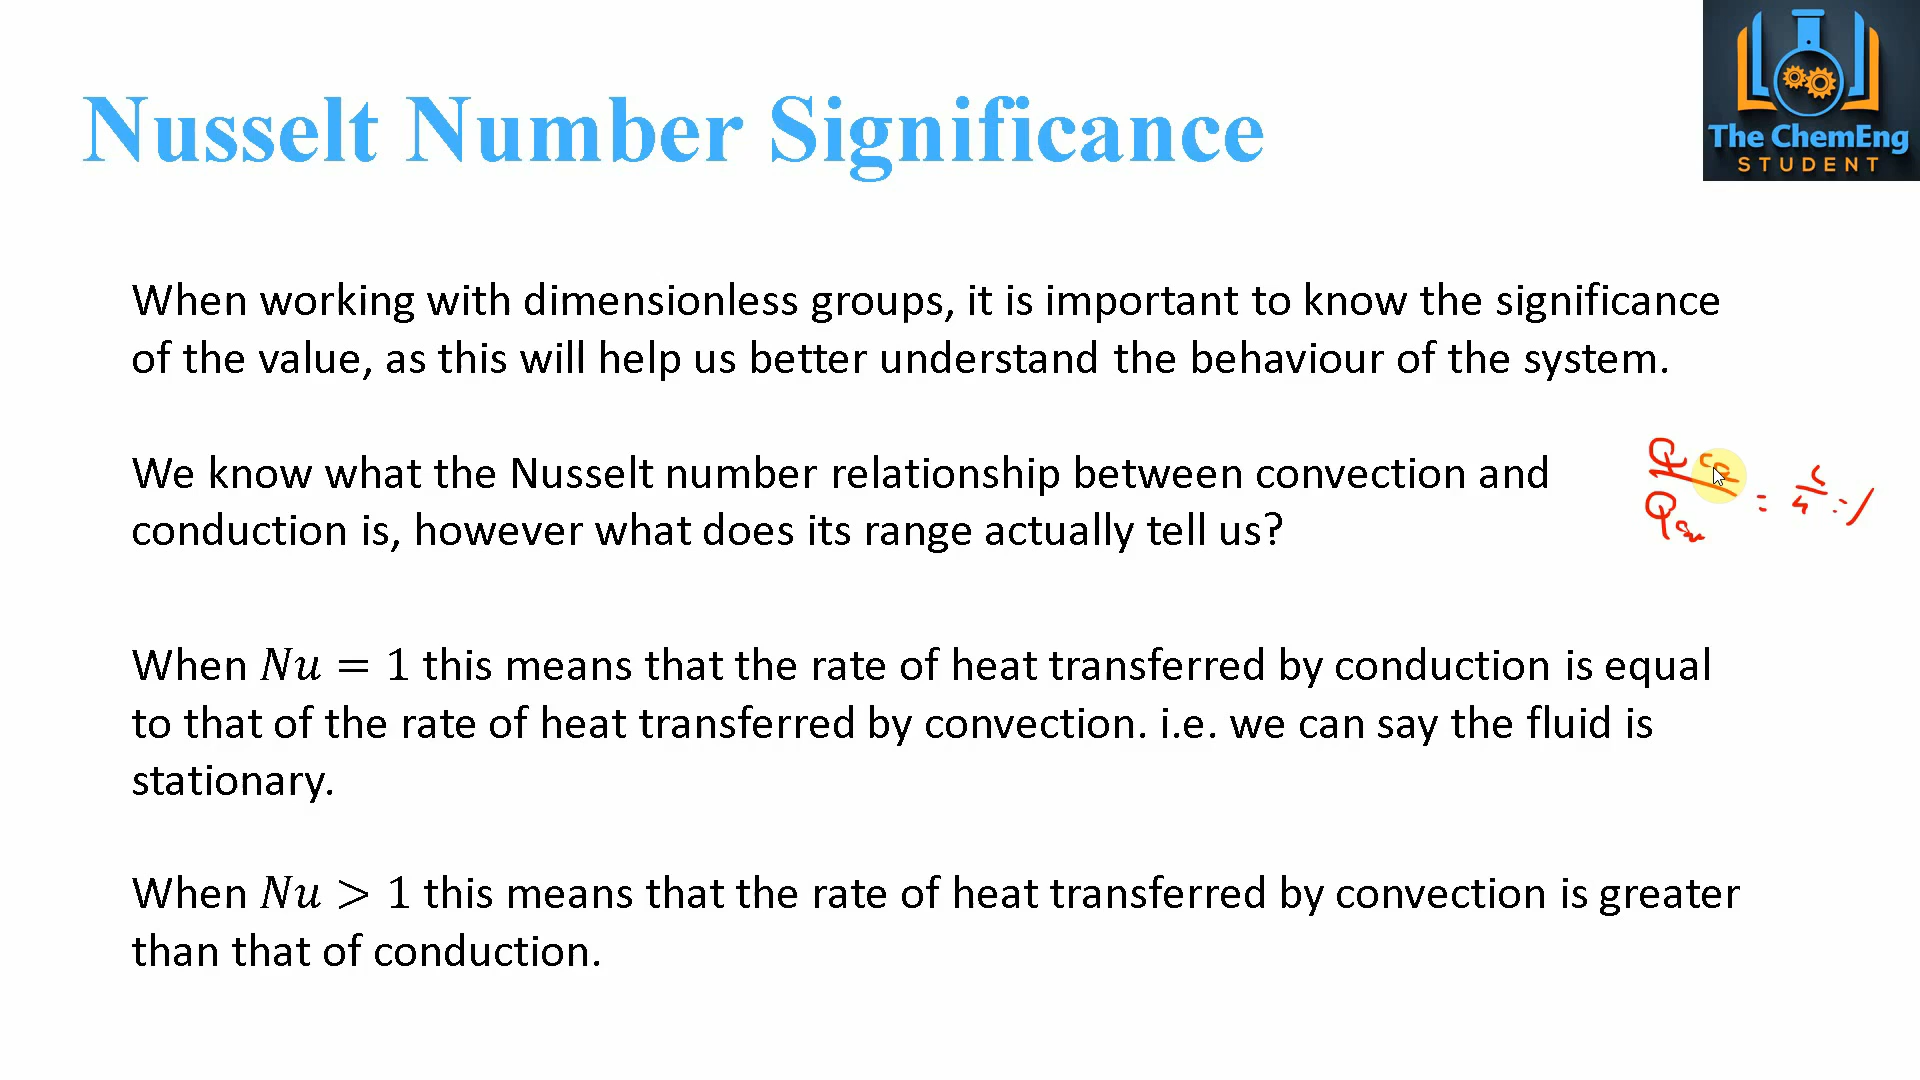 Nusselt Number Significance
The ChemEng
STUDENT
When working with dimensionless groups, it is important to know the significance
of the value, as this will help us better understand the behaviour of the system.
We know what the Nusselt number relationship between convection and
conduction is, however what does its range actually tell us?
Q
Q
=
= 1
When Nu = 1 this means that the rate of heat transferred by conduction is equal
to that of the rate of heat transferred by convection. i.e. we can say the fluid is
stationary.
When Nu > 1 this means that the rate of heat transferred by convection is greater
than that of conduction.